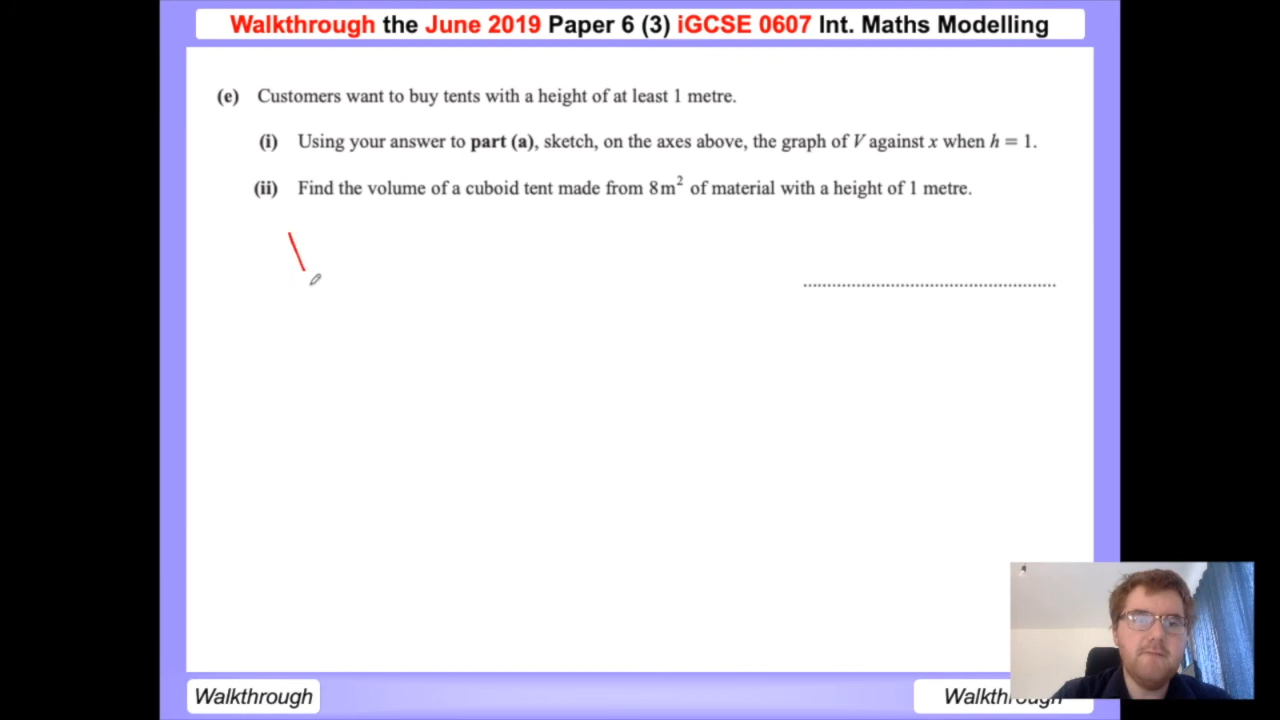 Walkthrough the June 2019 Paper 6 (3) iGCSE 0607 Int. Maths Modelling
(e) Customers want to buy tents with a height of at least 1 metre.
(i) Using your answer to part (a), sketch, on the axes above, the graph of V against x when h = 1.
(ii) Find the volume of a cuboid tent made from 8 m² of material with a height of 1 metre.
Walkthrough
Walkthrough